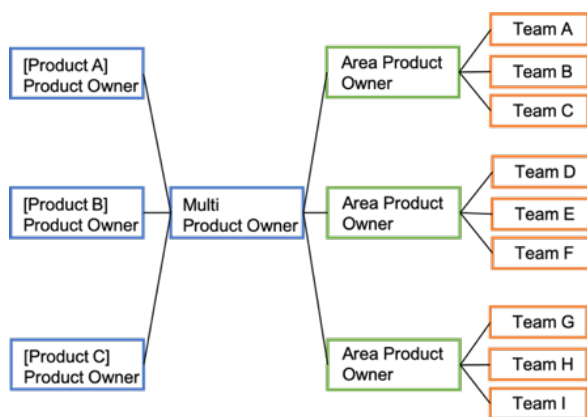 [Product A]
Product Owner
[Product B]
Product Owner
[Product C]
Product Owner
Multi
Product Owner
Area Product
Owner
Area Product
Owner
Area Product
Owner
Team A
Team B
Team C
Team D
Team E
Team F
Team G
Team H
Team I